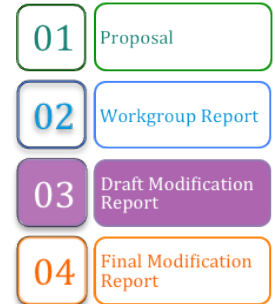 01 Proposal
02 Workgroup Report
03 Draft Modification
Report
04 Final Modification
Report